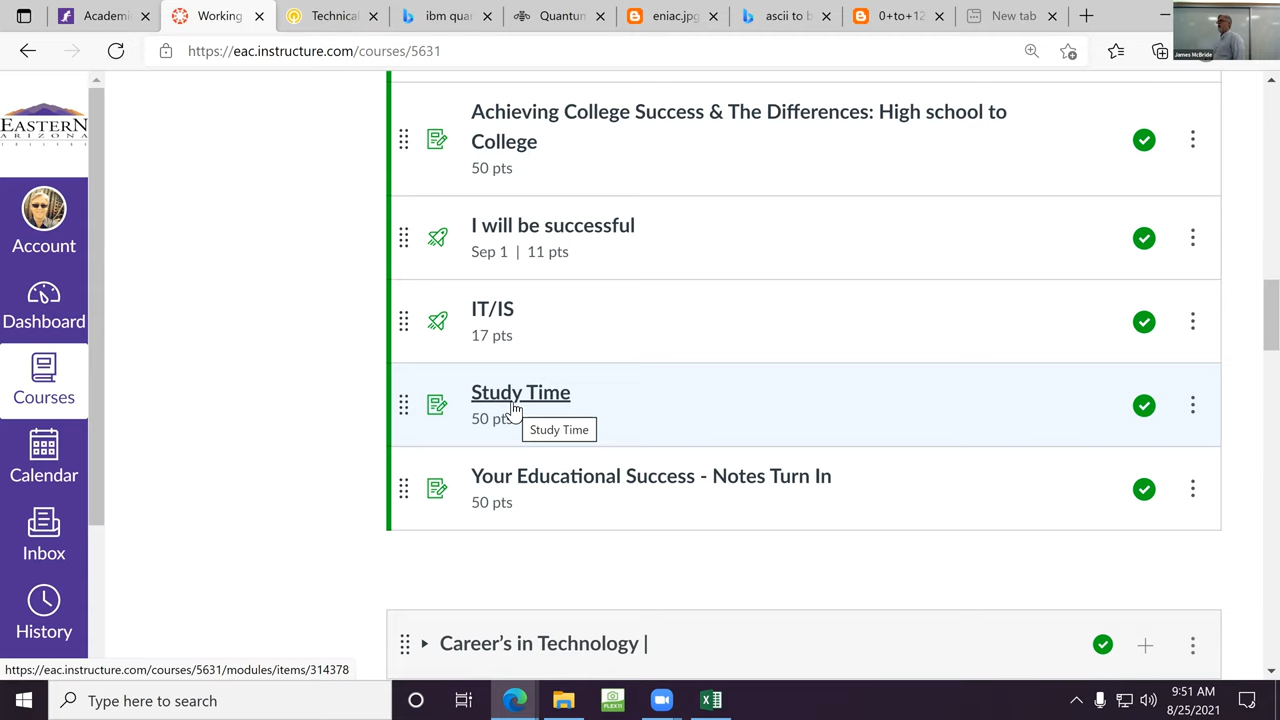 Academi
Working
Technical
ibm qua
Quantum
eniac.jpg
ascii to b
0+to+12
New tab
https://eac.instructure.com/courses/5631
James McBride
EASTERN
ARIZONA
Account
Dashboard
Courses
Calendar
Inbox
History
Achieving College Success & The Differences: High school to
College
50 pts
I will be successful
Sep 1 | 11 pts
IT/IS
17 pts
Study Time
50 pts
Study Time
Your Educational Success - Notes Turn In
50 pts
Career's in Technology |
https://eac.instructure.com/courses/5631/modules/items/314378
Type here to search
9:51 AM
8/25/2021